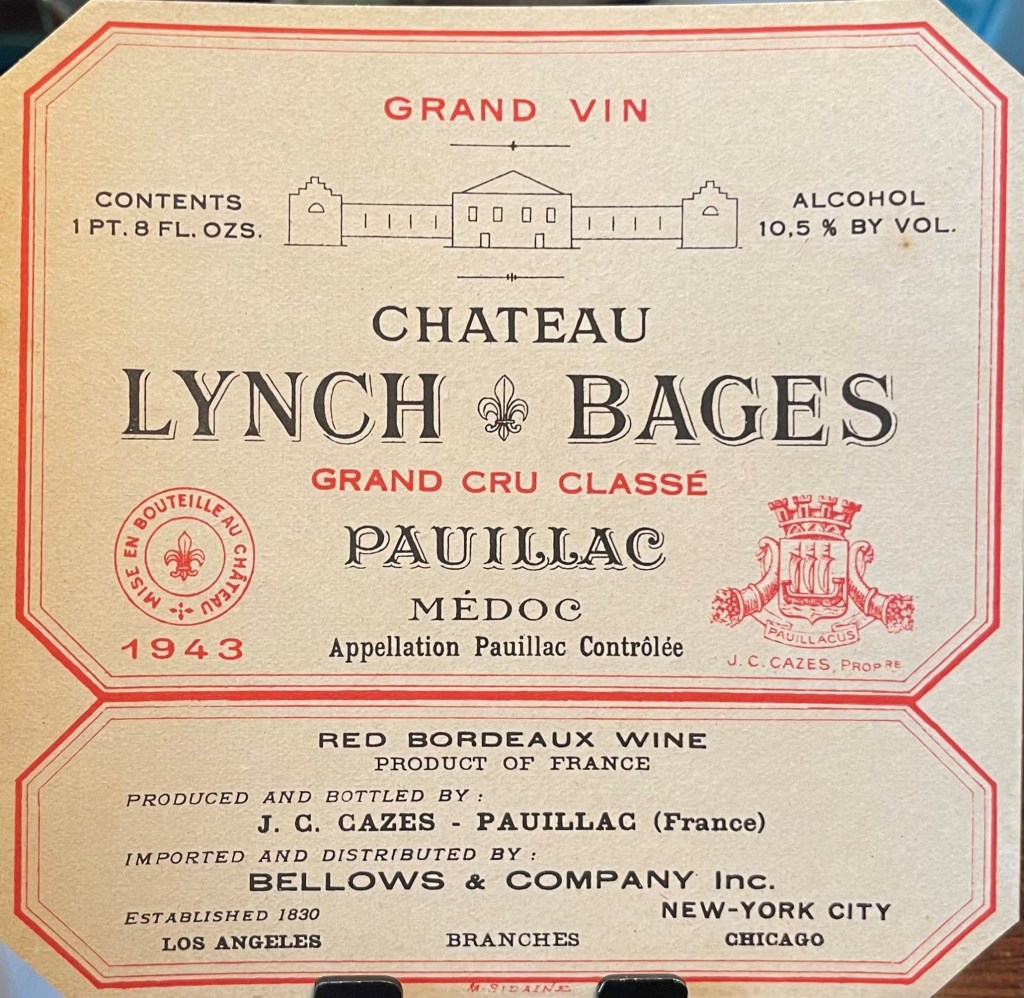 GRAND VIN
CONTENTS
1 PT. 8 FL. OZS.
ALCOHOL
10,5 % BY VOL.
CHATEAU
LYNCH BAGES
GRAND CRU CLASSÉ
MISE EN BOUTEILLE AU CHÂTEAU
1943
PAUILLAC
MÉDOC
Appellation Pauillac Contrôlée
PAUILLACUS
J. C. CAZES, PROPRE
RED BORDEAUX WINE
PRODUCT OF FRANCE
PRODUCED AND BOTTLED BY :
J. C. CAZES - PAUILLAC (France)
IMPORTED AND DISTRIBUTED BY :
BELLOWS & COMPANY Inc.
ESTABLISHED 1830
NEW-YORK CITY
LOS ANGELES BRANCHES CHICAGO